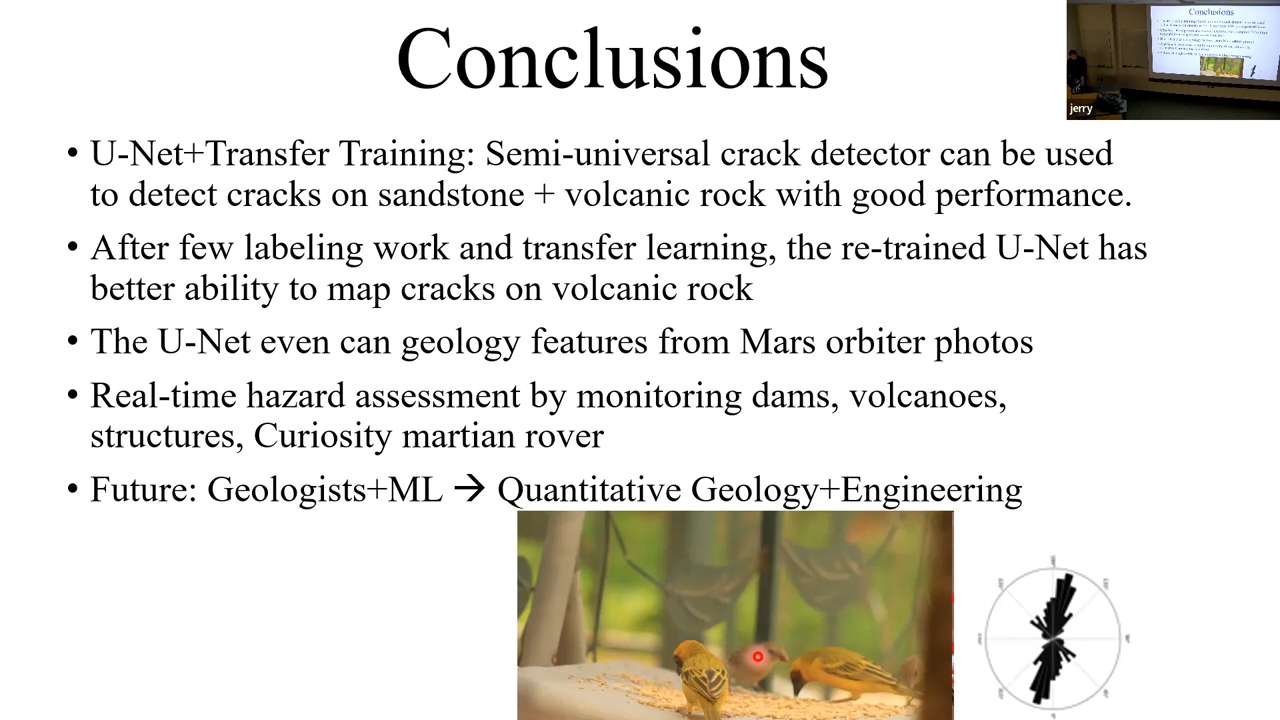 Conclusions
• U-Net+Transfer Training: Semi-universal crack detector can be used
to detect cracks on sandstone + volcanic rock with good performance.
• After few labeling work and transfer learning, the re-trained U-Net has
better ability to map cracks on volcanic rock
• The U-Net even can geology features from Mars orbiter photos
• Real-time hazard assessment by monitoring dams, volcanoes,
structures, Curiosity martian rover
• Future: Geologists+ML → Quantitative Geology+Engineering
Conclusions
jerry